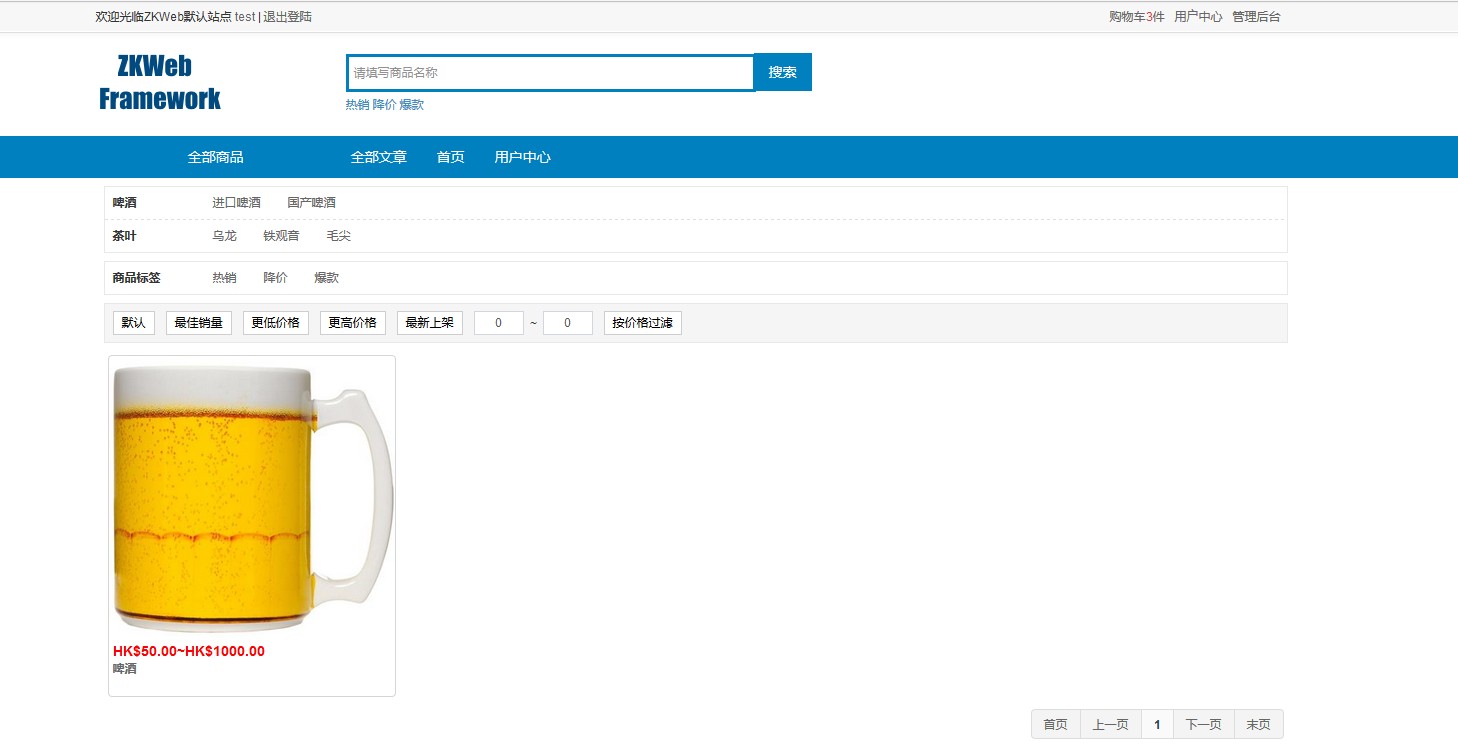 欢迎光临ZKWeb默认站点 test | 退出登陆 购物车3件 用户中心 管理后台
ZKWeb
Framework
请填写商品名称 搜索
热销 降价 爆款
全部商品 全部文章 首页 用户中心
啤酒 进口啤酒 国产啤酒
茶叶 乌龙 铁观音 毛尖
商品标签 热销 降价 爆款
默认 最佳销量 更低价格 更高价格 最新上架 0 ~ 0 按价格过滤
HK$50.00~HK$1000.00
啤酒
首页 上一页 1 下一页 末页